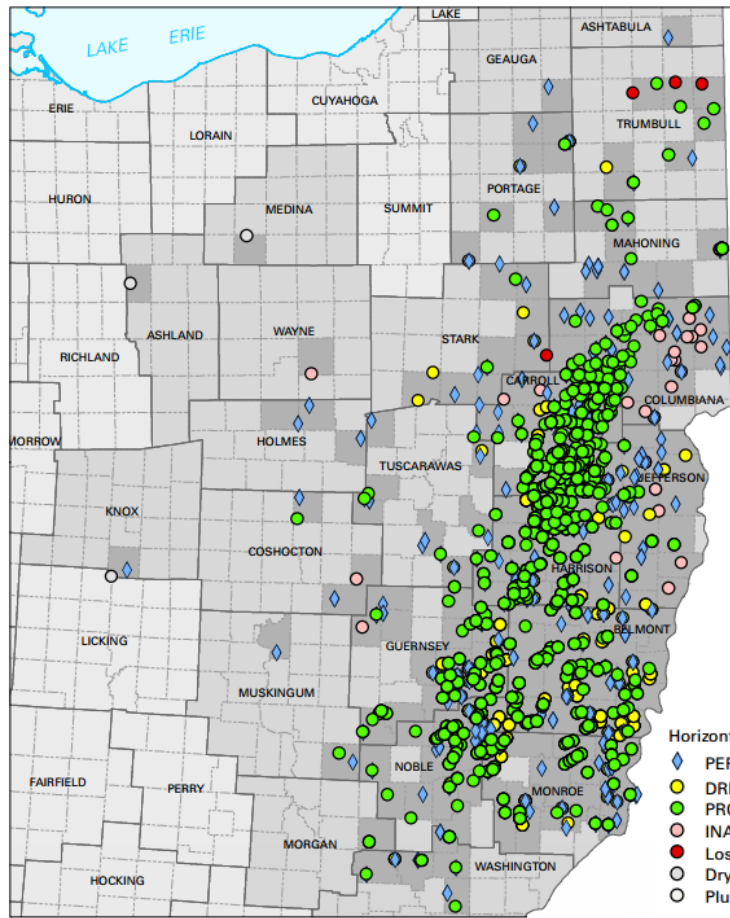 LAKE
ASHTABULA
LAKE ERIE
GEAUGA
CUYAHOGA
ERIE
TRUMBULL
LORAIN
PORTAGE
HURON
MEDINA
SUMMIT
MAHONING
WAYNE
STARK
ASHLAND
RICHLAND
CARROLL
COLUMBIANA
MORROW
HOLMES
TUSCARAWAS
JEFFERSON
KNOX
COSHOCTON
HARRISON
BELMONT
LICKING
GUERNSEY
MUSKINGUM
Horizont
PER
NOBLE
FAIRFIELD
PERRY
DRI
MONROE
PRO
INA
MORGAN
Los
WASHINGTON
Dry
HOCKING
Plu